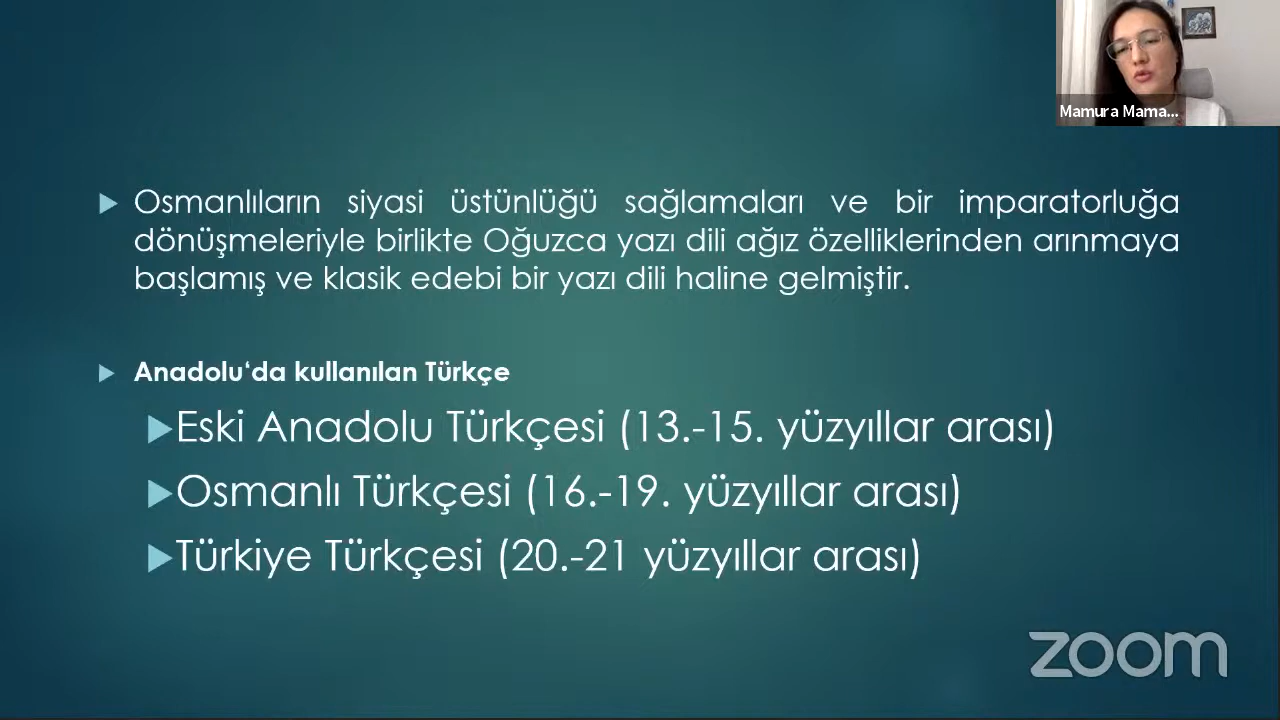 Mamura Mama...
Osmanlıların siyasi üstünlüğü sağlamaları ve bir imparatorluğa
dönüşmeleriyle birlikte Oğuzca yazı dili ağız özelliklerinden arınmaya
başlamış ve klasik edebi bir yazı dili haline gelmiştir.
Anadolu‘da kullanılan Türkçe
Eski Anadolu Türkçesi (13.-15. yüzyıllar arası)
Osmanlı Türkçesi (16.-19. yüzyıllar arası)
Türkiye Türkçesi (20.-21 yüzyıllar arası)
zoom